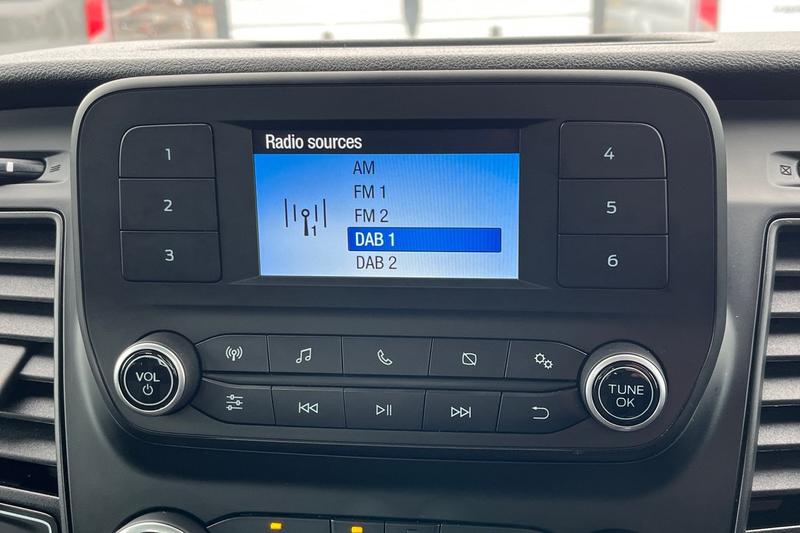 Radio sources
AM
FM 1
FM 2
DAB 1
DAB 2
1
1
2
3
4
5
6
VOL
TUNE
OK